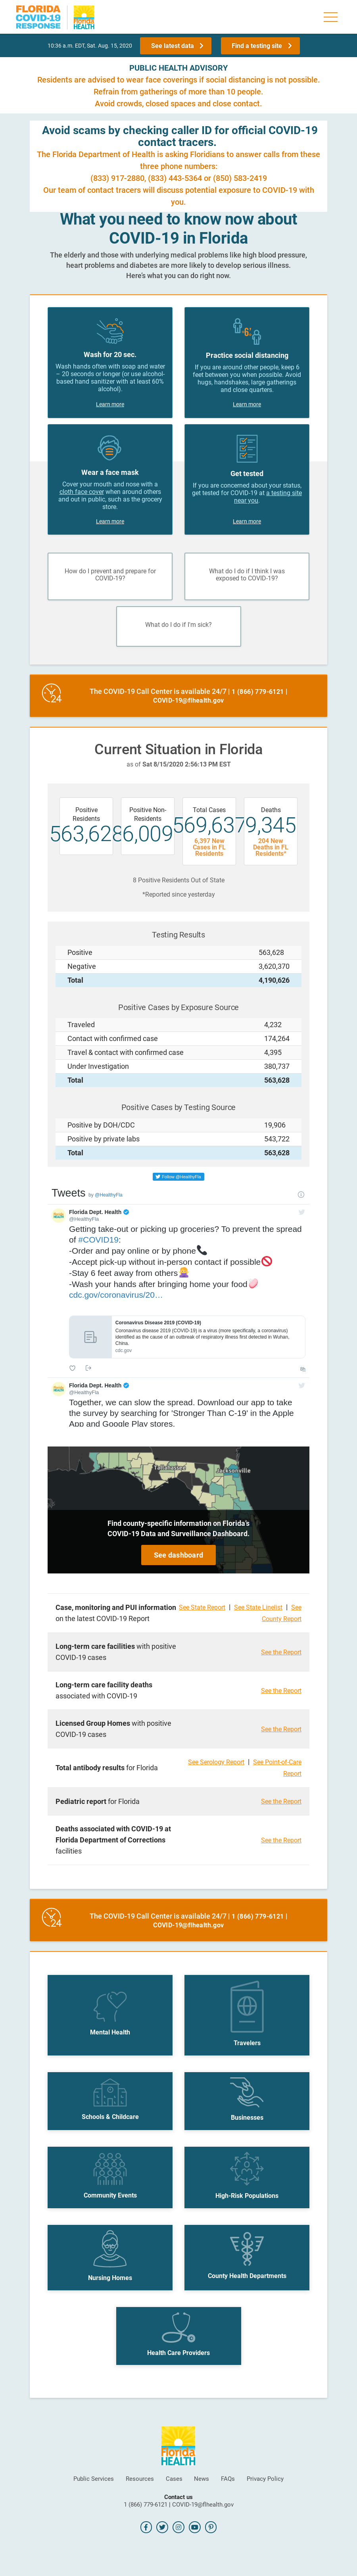 FLORIDA
COVID-19
RESPONSE
Florida
HEALTH
10:36 a.m. EDT, Sat. Aug. 15, 2020
See latest data
Find a testing site
PUBLIC HEALTH ADVISORY
Residents are advised to wear face coverings if social distancing is not possible.
Refrain from gatherings of more than 10 people.
Avoid crowds, closed spaces and close contact.
Avoid scams by checking caller ID for official COVID-19
contact tracers.
The Florida Department of Health is asking Floridians to answer calls from these
three phone numbers:
(833) 917-2880, (833) 443-5364 or (850) 583-2419
Our team of contact tracers will discuss potential exposure to COVID-19 with
you.
What you need to know now about
COVID-19 in Florida
The elderly and those with underlying medical problems like high blood pressure,
heart problems and diabetes are more likely to develop serious illness.
Here's what you can do right now.
Wash for 20 sec.
Wash hands often with soap and water
– 20 seconds or longer (or use alcohol-
based hand sanitizer with at least 60%
alcohol).
Learn more
6'
Practice social distancing
If you are around other people, keep 6
feet between you when possible. Avoid
hugs, handshakes, large gatherings
and close quarters.
Learn more
Wear a face mask
Cover your mouth and nose with a
cloth face cover when around others
and out in public, such as the grocery
store.
Learn more
Get tested
If you are concerned about your status,
get tested for COVID-19 at a testing site
near you.
Learn more
How do I prevent and prepare for
COVID-19?
What do I do if I think I was
exposed to COVID-19?
What do I do if I'm sick?
24
The COVID-19 Call Center is available 24/7 | 1 (866) 779-6121 |
COVID-19@flhealth.gov
Current Situation in Florida
as of Sat 8/15/2020 2:56:13 PM EST
Positive
Residents
563,628
Positive Non-
Residents
6,009
Total Cases
569,637
6,397 New
Cases in FL
Residents
Deaths
9,345
204 New
Deaths in FL
Residents*
8 Positive Residents Out of State
*Reported since yesterday
Testing Results
Positive 563,628
Negative 3,620,370
Total 4,190,626
Positive Cases by Exposure Source
Traveled 4,232
Contact with confirmed case 174,264
Travel & contact with confirmed case 4,395
Under Investigation 380,737
Total 563,628
Positive Cases by Testing Source
Positive by DOH/CDC 19,906
Positive by private labs 543,722
Total 563,628
Follow @HealthyFla
Tweets by @HealthyFla
Florida Dept. Health
@HealthyFla
Getting take-out or picking up groceries? To prevent the spread
of #COVID19:
-Order and pay online or by phone📞
-Accept pick-up without in-person contact if possible🚫
-Stay 6 feet away from others🙎
-Wash your hands after bringing home your food🧼
cdc.gov/coronavirus/20…
Coronavirus Disease 2019 (COVID-19)
Coronavirus disease 2019 (COVID-19) is a virus (more specifically, a coronavirus)
identified as the cause of an outbreak of respiratory illness first detected in Wuhan,
China.
cdc.gov
Florida Dept. Health
@HealthyFla
Together, we can slow the spread. Download our app to take
the survey by searching for 'Stronger Than C-19' in the Apple
App and Google Play stores.
Tallahassee
Jacksonville
Find county-specific information on Florida's
COVID-19 Data and Surveillance Dashboard.
See dashboard
Case, monitoring and PUI information
on the latest COVID-19 Report
See State Report | See State Linelist | See
County Report
Long-term care facilities with positive
COVID-19 cases
See the Report
Long-term care facility deaths
associated with COVID-19
See the Report
Licensed Group Homes with positive
COVID-19 cases
See the Report
Total antibody results for Florida
See Serology Report | See Point-of-Care
Report
Pediatric report for Florida
See the Report
Deaths associated with COVID-19 at
Florida Department of Corrections
facilities
See the Report
24
The COVID-19 Call Center is available 24/7 | 1 (866) 779-6121 |
COVID-19@flhealth.gov
Mental Health
Travelers
Schools & Childcare
Businesses
Community Events
High-Risk Populations
Nursing Homes
County Health Departments
Health Care Providers
Florida
HEALTH
Public Services
Resources
Cases
News
FAQs
Privacy Policy
Contact us
1 (866) 779-6121 | COVID-19@flhealth.gov